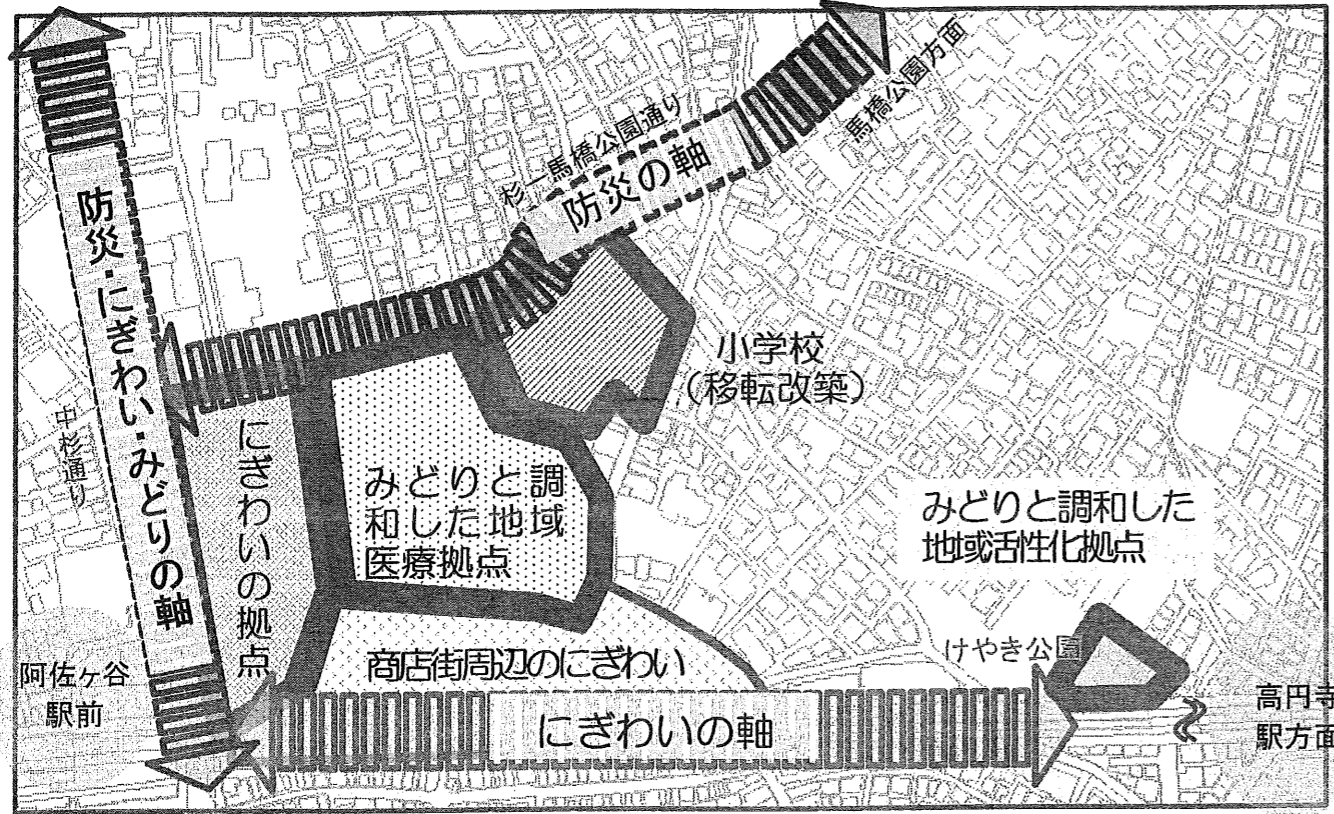 馬橋公園方面
杉一馬橋公園通り
防災の軸
防災・にぎわい・みどりの軸
中杉通り
小学校
（移転改築）
にぎわいの拠点
みどりと調
和した地域
医療拠点
みどりと調和した
地域活性化拠点
けやき公園
商店街周辺のにぎわい
阿佐ヶ谷
駅前
にぎわいの軸
高円寺
駅方面